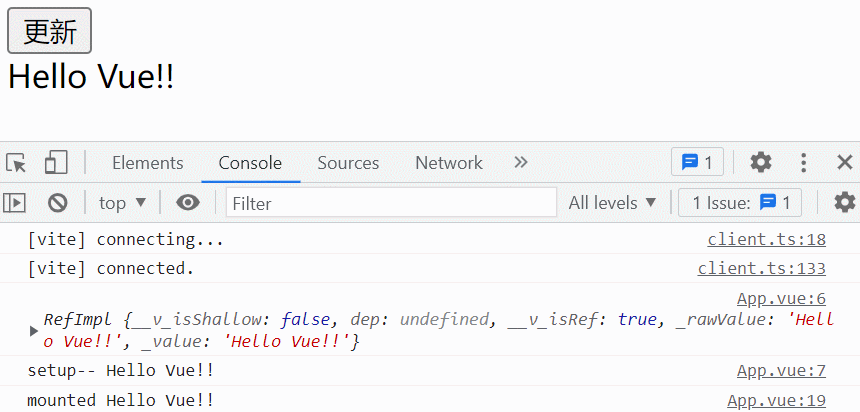 更新
Hello Vue!!
Elements Console Sources Network 1
top Filter All levels 1 Issue: 1
[vite] connecting... client.ts:18
[vite] connected. client.ts:133
App.vue:6
RefImpl {__v_isShallow: false, dep: undefined, __v_isRef: true, _rawValue: 'Hell
o Vue!!', _value: 'Hello Vue!!'}
setup-- Hello Vue!! App.vue:7
mounted Hello Vue!! App.vue:19